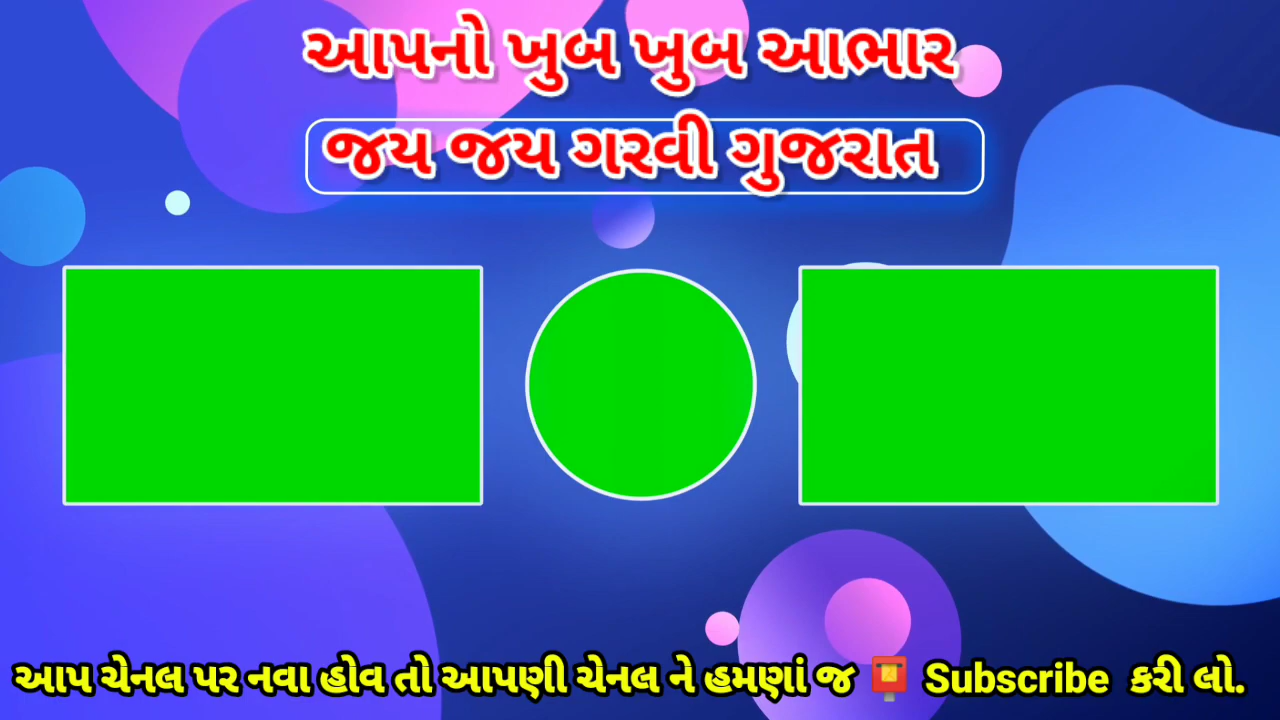 આપનો ખુબ ખુબ આભાર
જય જય ગરવી ગુજરાત
આપ ચેનલ પર નવા હોવ તો આપણી ચેનલ ને હમણાં જ 📮 Subscribe કરી લો.